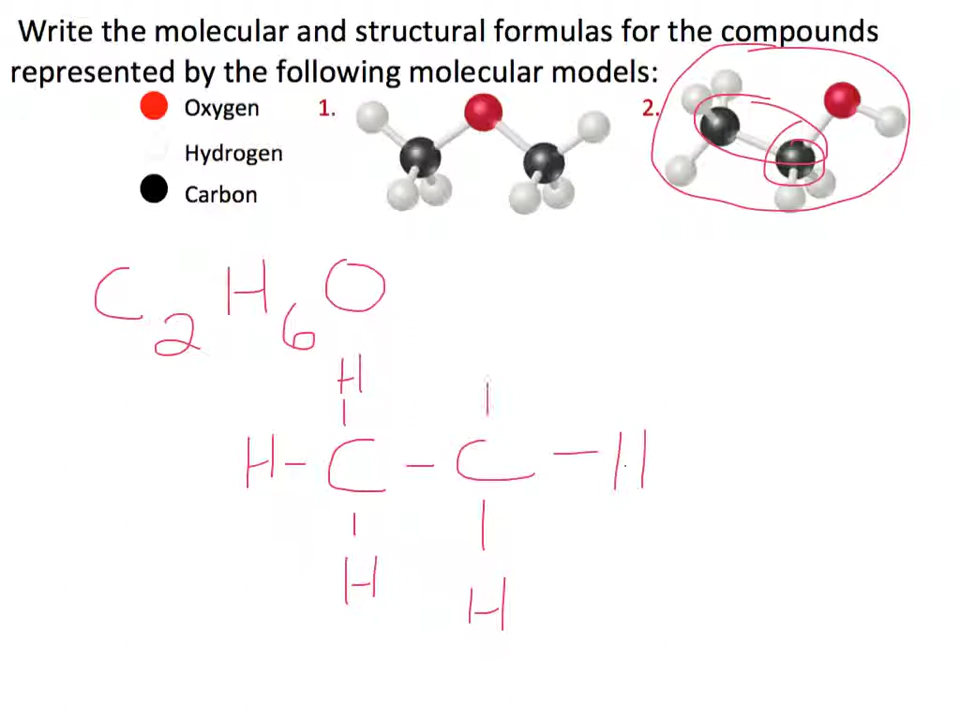 Write the molecular and structural formulas for the compounds
represented by the following molecular models:
Oxygen 1. 2.
Hydrogen
Carbon
C2H6O
H
H-C-C-H
H H